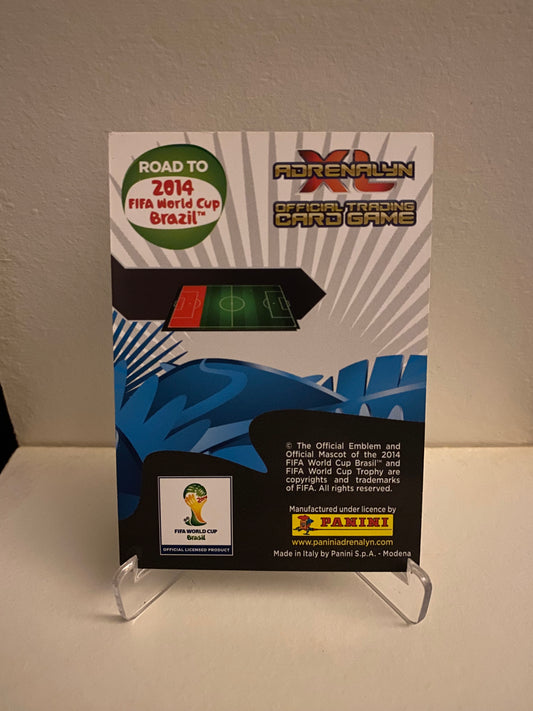 ROAD TO
2014
FIFA World Cup
Brazil™
ADRENALYN
XL
OFFICIAL TRADING
CARD GAME
© The Official Emblem and
Official Mascot of the 2014
FIFA World Cup Brasil™ and
FIFA World Cup Trophy are
copyrights and trademarks
of FIFA. All rights reserved.
FIFA WORLD CUP
Brasil
OFFICIAL LICENSED PRODUCT
Manufactured under licence by
PANINI
www.paniniadrenalyn.com
Made in Italy by Panini S.p.A. - Modena